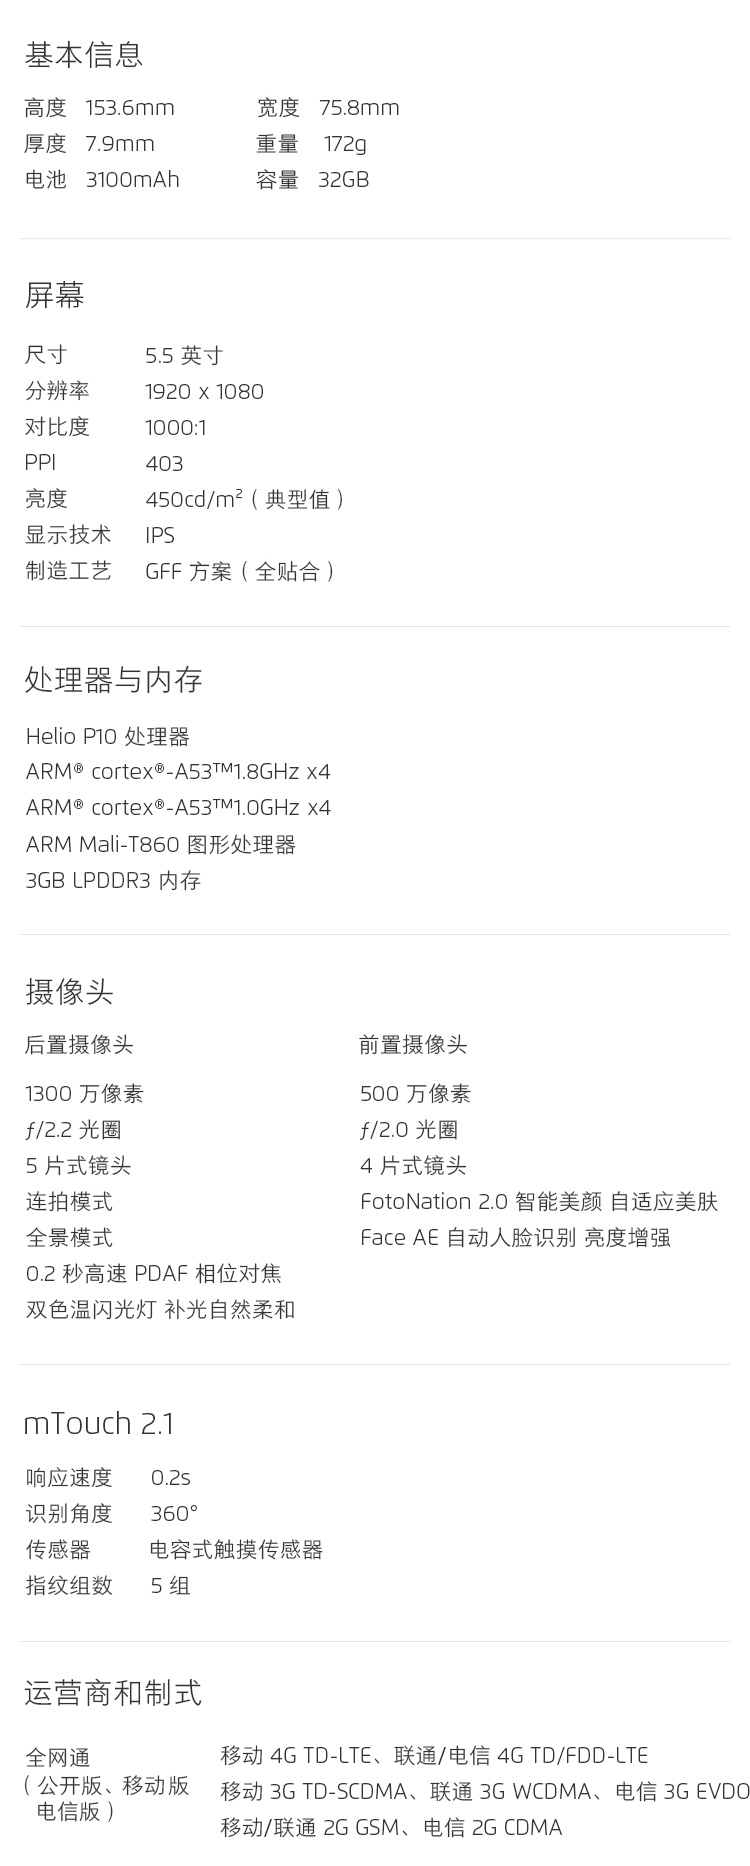 基本信息
高度 153.6mm 宽度 75.8mm
厚度 7.9mm 重量 172g
电池 3100mAh 容量 32GB
屏幕
尺寸 5.5 英寸
分辨率 1920 x 1080
对比度 1000:1
PPI 403
亮度 450cd/m²（典型值）
显示技术 IPS
制造工艺 GFF 方案（全贴合）
处理器与内存
Helio P10 处理器
ARM® cortex®-A53™1.8GHz x4
ARM® cortex®-A53™1.0GHz x4
ARM Mali-T860 图形处理器
3GB LPDDR3 内存
摄像头
后置摄像头 前置摄像头
1300 万像素 500 万像素
ƒ/2.2 光圈 ƒ/2.0 光圈
5 片式镜头 4 片式镜头
连拍模式 FotoNation 2.0 智能美颜 自适应美肤
全景模式 Face AE 自动人脸识别 亮度增强
0.2 秒高速 PDAF 相位对焦
双色温闪光灯 补光自然柔和
mTouch 2.1
响应速度 0.2s
识别角度 360°
传感器 电容式触摸传感器
指纹组数 5 组
运营商和制式
全网通 移动 4G TD-LTE、联通/电信 4G TD/FDD-LTE
（公开版、移动版 移动 3G TD-SCDMA、联通 3G WCDMA、电信 3G EVDO
电信版） 移动/联通 2G GSM、电信 2G CDMA